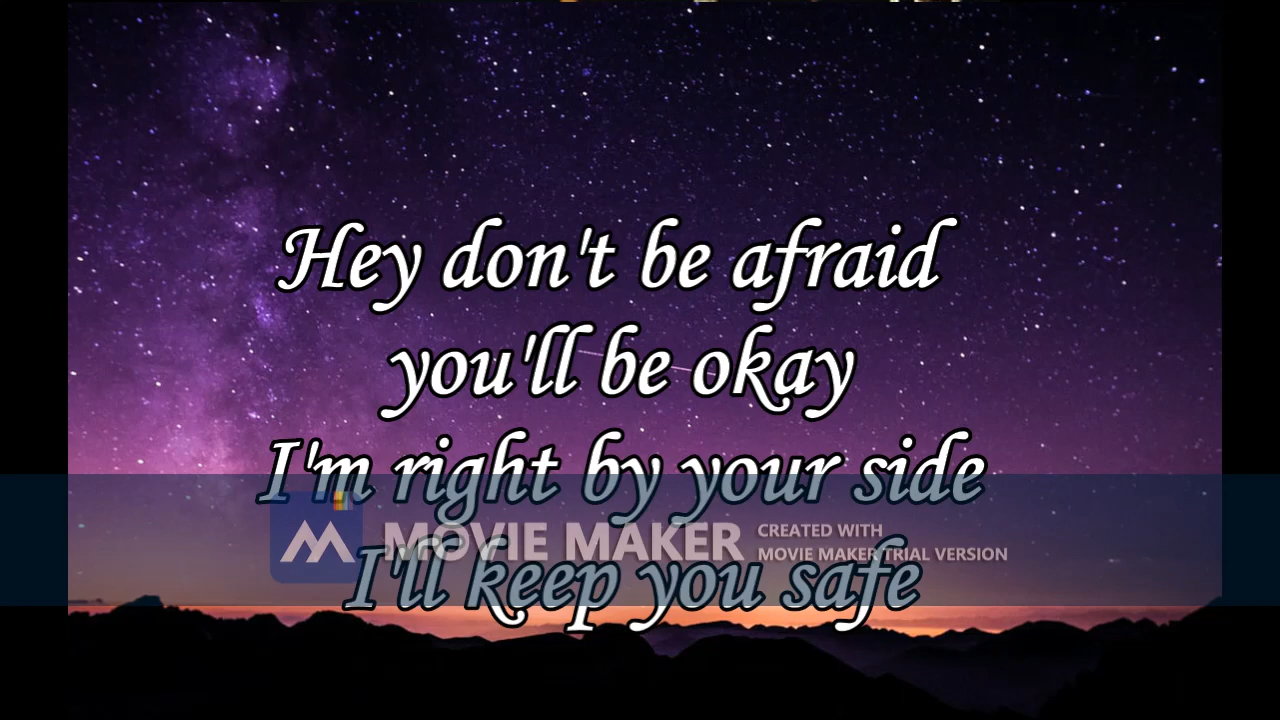 Hey don't be afraid
you'll be okay
I'm right by your side
MOVIE MAKER
CREATED WITH
MOVIE MAKER TRIAL VERSION
I'll keep you safe